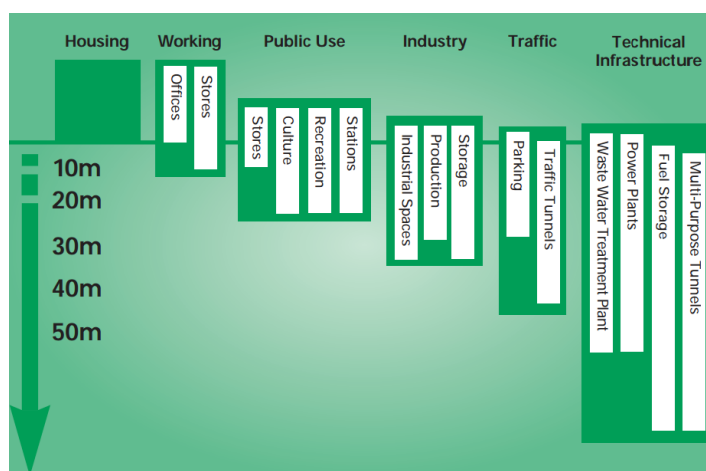 Housing
Working
Public Use
Industry
Traffic
Technical
Infrastructure
10m
20m
30m
40m
50m
Offices
Stores
Stores
Culture
Recreation
Stations
Industrial Spaces
Production
Storage
Parking
Traffic Tunnels
Waste Water Treatment Plant
Power Plants
Fuel Storage
Multi-Purpose Tunnels